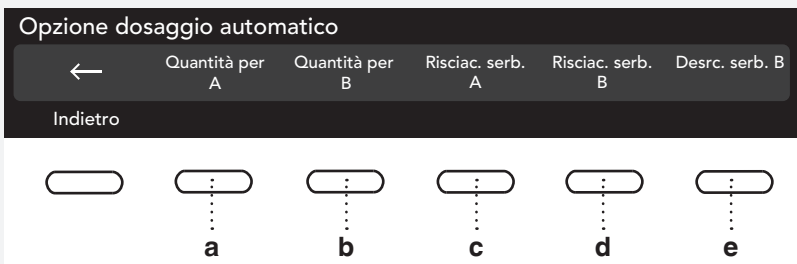 Opzione dosaggio automatico
← Quantità per A Quantità per B Risciac. serb. A Risciac. serb. B Desrc. serb. B
Indietro
a b c d e